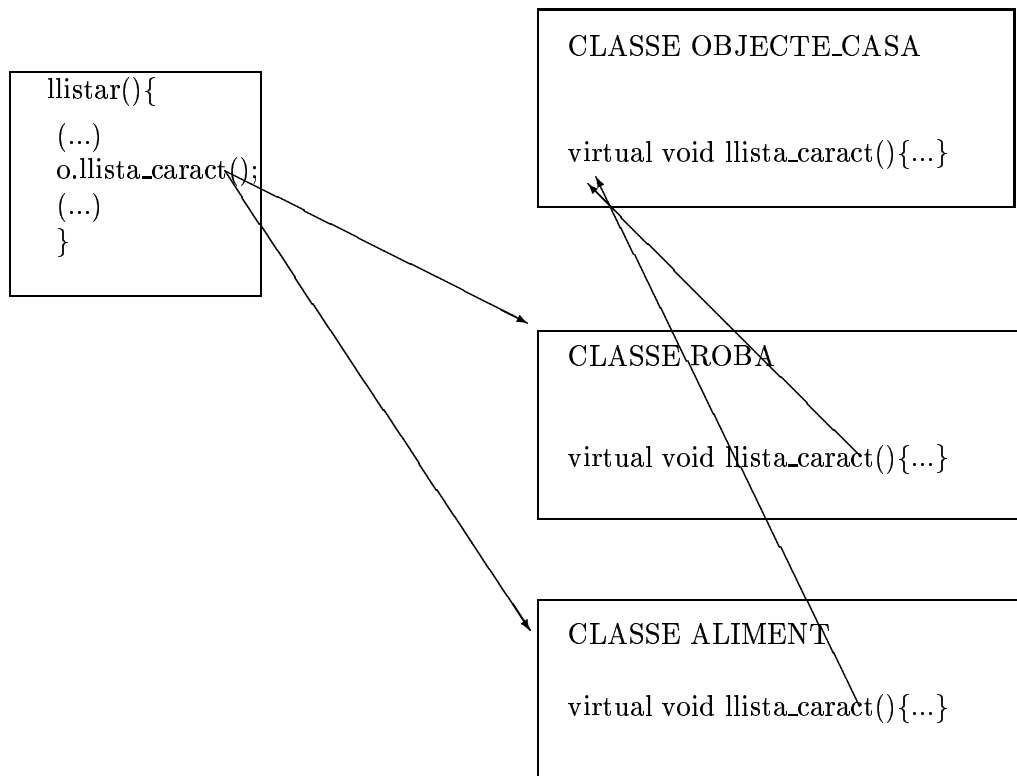 CLASSE OBJECTE_CASA
virtual void llista_caract(){...}
llistar(){
(...)
o.llista_caract();
(...)
}
CLASSE ROBA
virtual void llista_caract(){...}
CLASSE ALIMENT
virtual void llista_caract(){...}